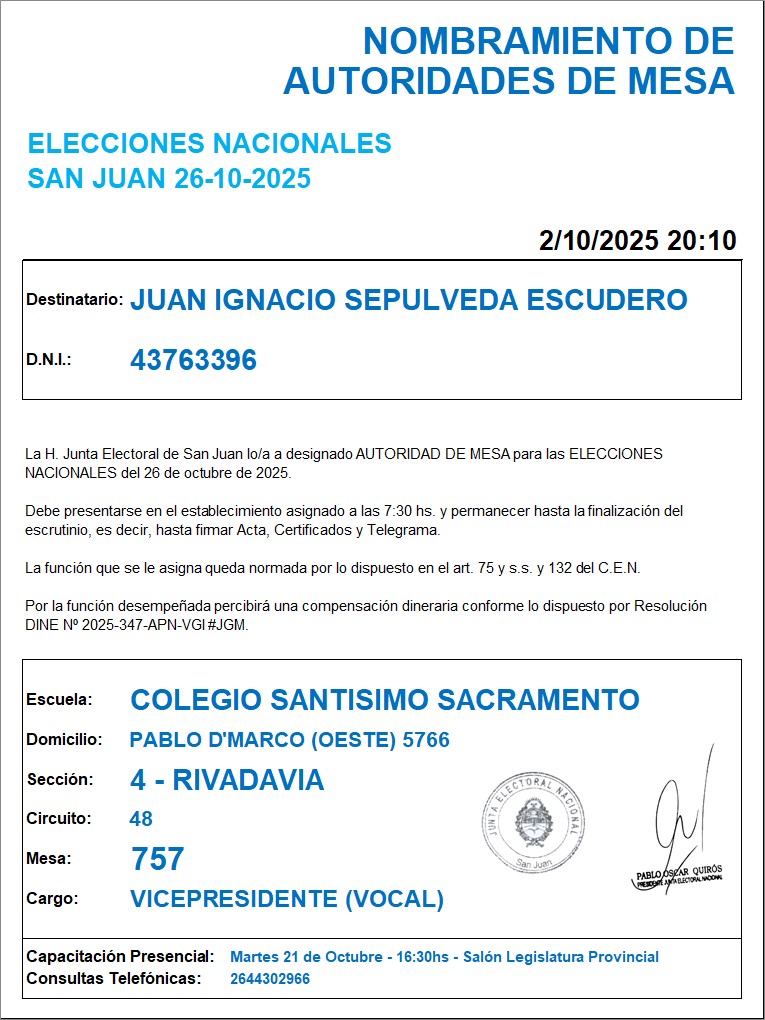 NOMBRAMIENTO DE
AUTORIDADES DE MESA
ELECCIONES NACIONALES
SAN JUAN 26-10-2025
2/10/2025 20:10
Destinatario: JUAN IGNACIO SEPULVEDA ESCUDERO
D.N.I.: 43763396
La H. Junta Electoral de San Juan lo/a a designado AUTORIDAD DE MESA para las ELECCIONES
NACIONALES del 26 de octubre de 2025.
Debe presentarse en el establecimiento asignado a las 7:30 hs. y permanecer hasta la finalización del
escrutinio, es decir, hasta firmar Acta, Certificados y Telegrama.
La función que se le asigna queda normada por lo dispuesto en el art. 75 y s.s. y 132 del C.E.N.
Por la función desempeñada percibirá una compensación dineraria conforme lo dispuesto por Resolución
DINE Nº 2025-347-APN-VGI#JGM.
Escuela: COLEGIO SANTISIMO SACRAMENTO
Domicilio: PABLO D'MARCO (OESTE) 5766
Sección: 4 - RIVADAVIA
Circuito: 48
Mesa: 757
Cargo: VICEPRESIDENTE (VOCAL)
JUNTA ELECTORAL NACIONAL
San Juan
PABLO OSCAR QUIRÓS
PRESIDENTE JUNTA ELECTORAL NACIONAL
Capacitación Presencial: Martes 21 de Octubre - 16:30hs - Salón Legislatura Provincial
Consultas Telefónicas: 2644302966